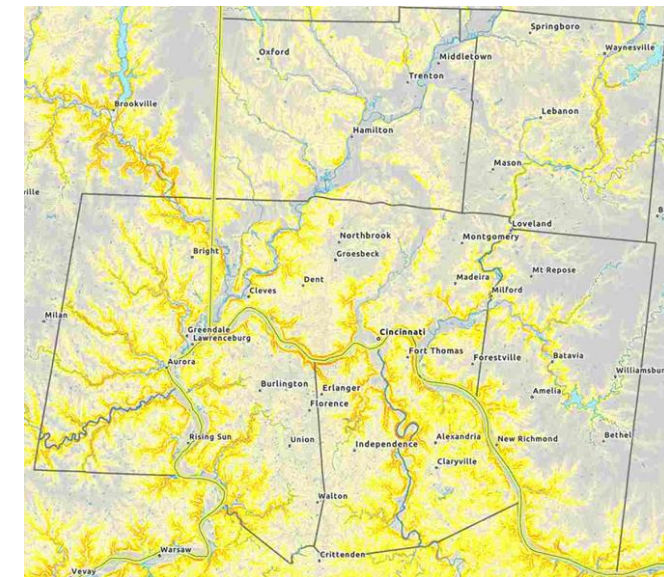 Springboro
Oxford
Waynesville
Middletown
Trenton
Brookville
Lebanon
Hamilton
Mason
ville
Loveland
B
Northbrook
Montgomery
Bright
Groesbeck
Mt Repose
Dent
Madeira
Cleves
Milford
Milan
Greendale
Cincinnati
Lawrenceburg
Fort Thomas
Aurora
Forestville
Batavia
Williamsbur
Burlington
Erlanger
Amelia
Florence
Rising Sun
Union
Independence
Alexandria
New Richmond
Bethel
Claryville
Walton
Warsaw
Crittenden
Vevay